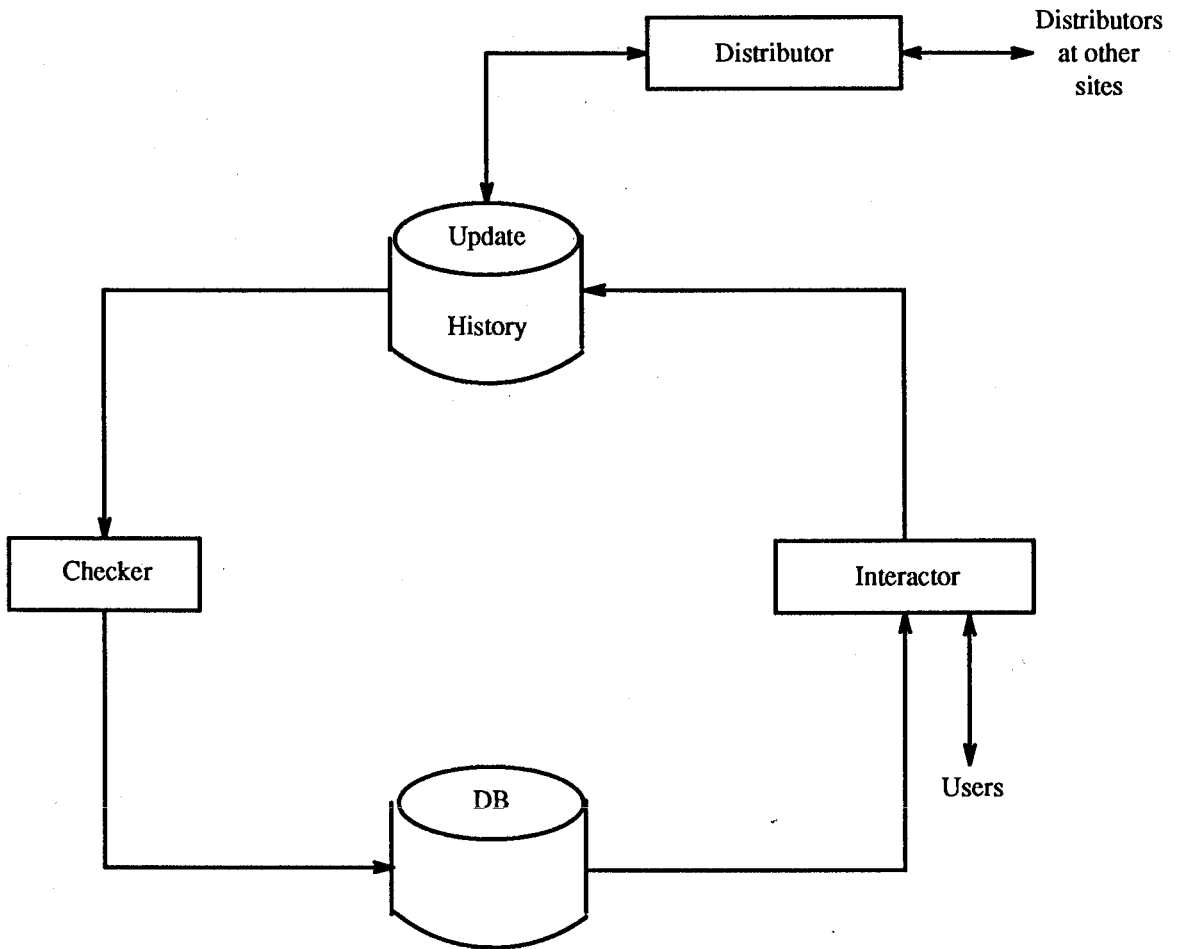 Distributors
at other
sites
Distributor
Update
History
Checker
Interactor
Users
DB